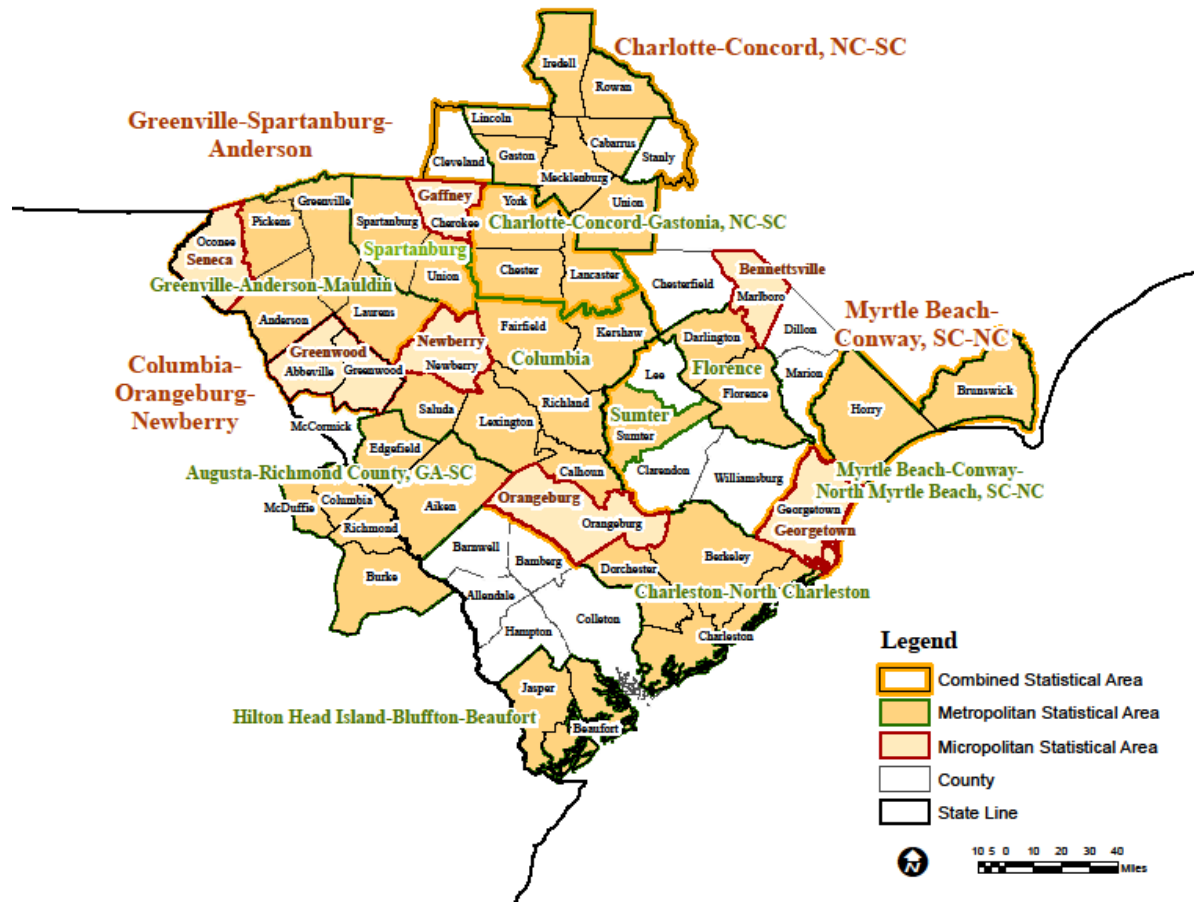 Charlotte-Concord, NC-SC
Iredell
Rowan
Greenville-Spartanburg-
Anderson
Lincoln
Cabarrus
Gaston
Stanly
Cleveland
Mecklenburg
Gaffney
York
Union
Greenville
Pickens
Spartanburg
Cherokee
Charlotte-Concord-Gastonia, NC-SC
Oconee
Seneca
Spartanburg
Union
Chester
Lancaster
Bennettsville
Chesterfield
Marlboro
Greenville-Anderson-Mauldin
Anderson
Laurens
Fairfield
Kershaw
Darlington
Dillon
Myrtle Beach-
Conway, SC-NC
Greenwood
Newberry
Columbia
Columbia-
Orangeburg-
Newberry
Abbeville
Greenwood
Newberry
Lee
Florence
Marion
Brunswick
Florence
Saluda
Richland
Horry
McCormick
Lexington
Sumter
Sumter
Edgefield
Augusta-Richmond County, GA-SC
Calhoun
Clarendon
Williamsburg
Myrtle Beach-Conway-
North Myrtle Beach, SC-NC
McDuffie
Columbia
Aiken
Orangeburg
Orangeburg
Georgetown
Georgetown
Richmond
Barnwell
Bamberg
Berkeley
Burke
Dorchester
Charleston-North Charleston
Allendale
Colleton
Hampton
Charleston
Jasper
Hilton Head Island-Bluffton-Beaufort
Beaufort
Legend
Combined Statistical Area
Metropolitan Statistical Area
Micropolitan Statistical Area
County
State Line
N
10 5 0 10 20 30 40
Miles